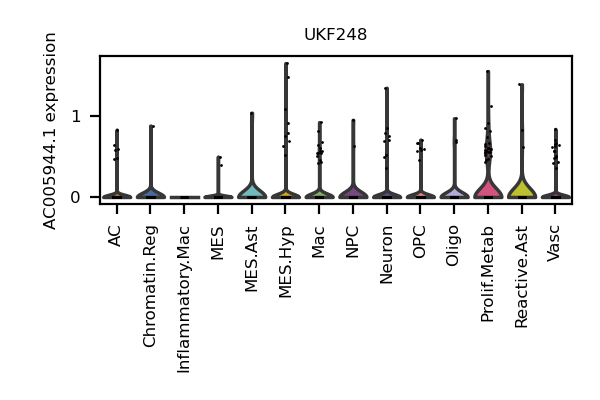 UKF248
AC005944.1 expression
1
0
AC
Chromatin.Reg
Inflammatory.Mac
MES
MES.Ast
MES.Hyp
Mac
NPC
Neuron
OPC
Oligo
Prolif.Metab
Reactive.Ast
Vasc